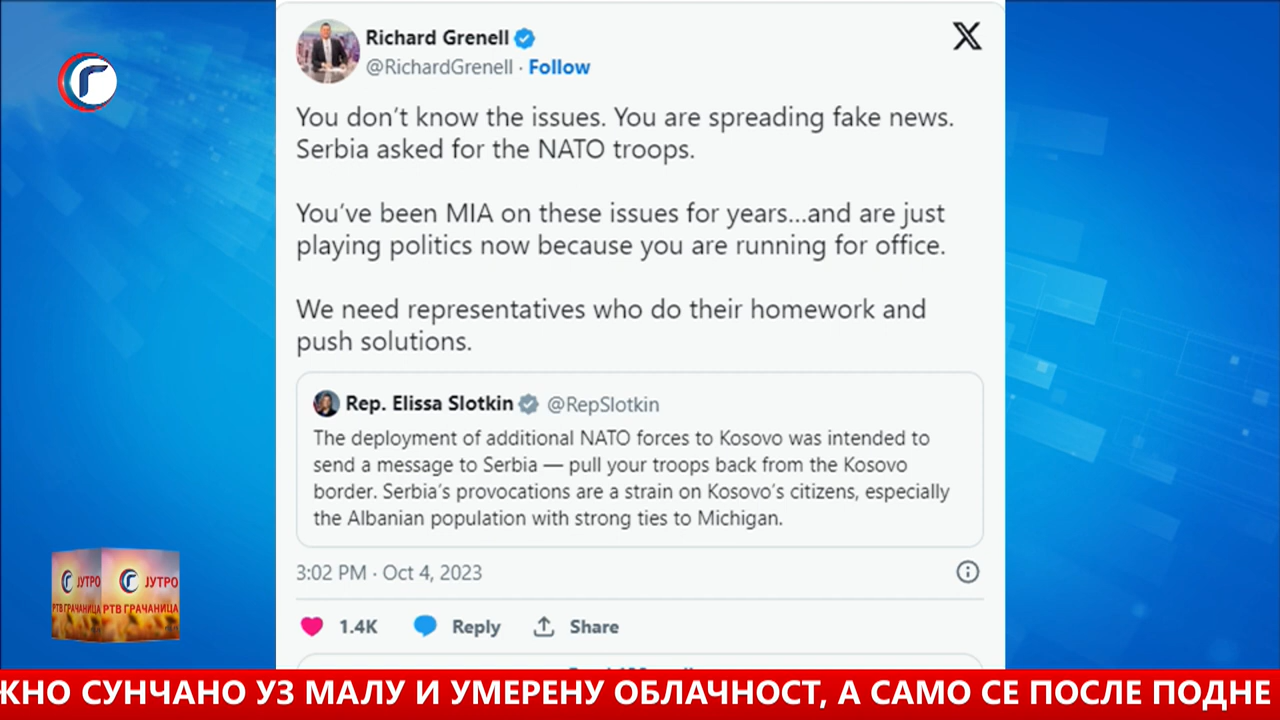 Richard Grenell
@RichardGrenell · Follow
You don't know the issues. You are spreading fake news.
Serbia asked for the NATO troops.
You've been MIA on these issues for years...and are just
playing politics now because you are running for office.
We need representatives who do their homework and
push solutions.
Rep. Elissa Slotkin @RepSlotkin
The deployment of additional NATO forces to Kosovo was intended to
send a message to Serbia — pull your troops back from the Kosovo
border. Serbia's provocations are a strain on Kosovo's citizens, especially
the Albanian population with strong ties to Michigan.
3:02 PM · Oct 4, 2023
1.4K Reply Share
Г
ЈУТРО ЈУТРО
РТВ ГРАЧАНИЦА РТВ ГРАЧАНИЦА
ЖНО СУНЧАНО УЗ МАЛУ И УМЕРЕНУ ОБЛАЧНОСТ, А САМО СЕ ПОСЛЕ ПОДНЕ